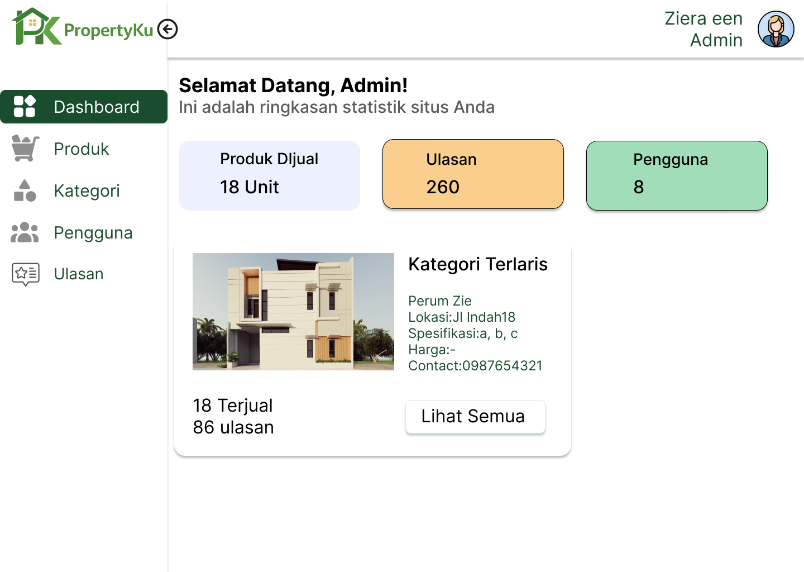 PK PropertyKu
Ziera een
Admin
Dashboard
Produk
Kategori
Pengguna
Ulasan
Selamat Datang, Admin!
Ini adalah ringkasan statistik situs Anda
Produk DIjual
18 Unit
Ulasan
260
Pengguna
8
Kategori Terlaris
Perum Zie
Lokasi:Jl Indah18
Spesifikasi:a, b, c
Harga:-
Contact:0987654321
18 Terjual
86 ulasan
Lihat Semua